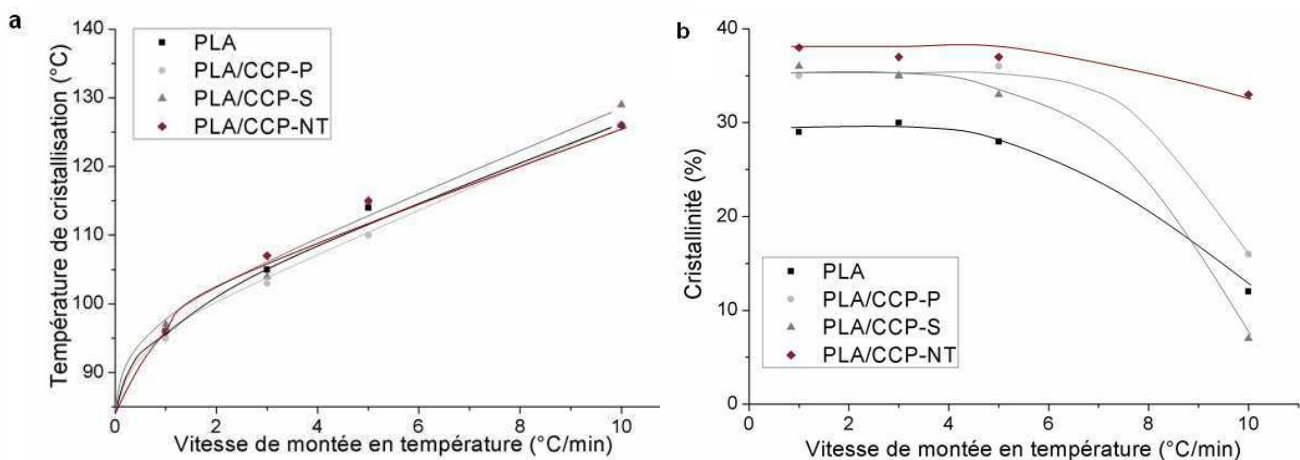 a
140
130
120
110
100
90
0
2
4
6
8
10
Température de cristallisation (°C)
Vitesse de montée en température (°C/min)
PLA
PLA/CCP-P
PLA/CCP-S
PLA/CCP-NT
b
40
30
20
10
0
2
4
6
8
10
Cristallinité (%)
Vitesse de montée en température (°C/min)
PLA
PLA/CCP-P
PLA/CCP-S
PLA/CCP-NT